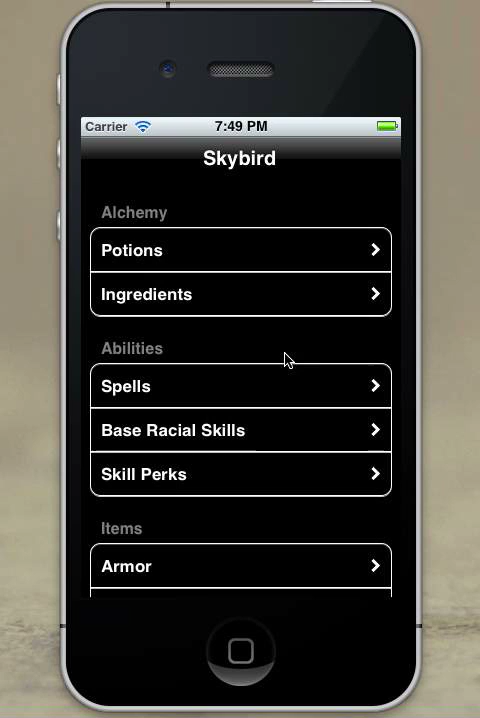 Carrier 7:49 PM
Skybird
Alchemy
Potions
Ingredients
Abilities
Spells
Base Racial Skills
Skill Perks
Items
Armor